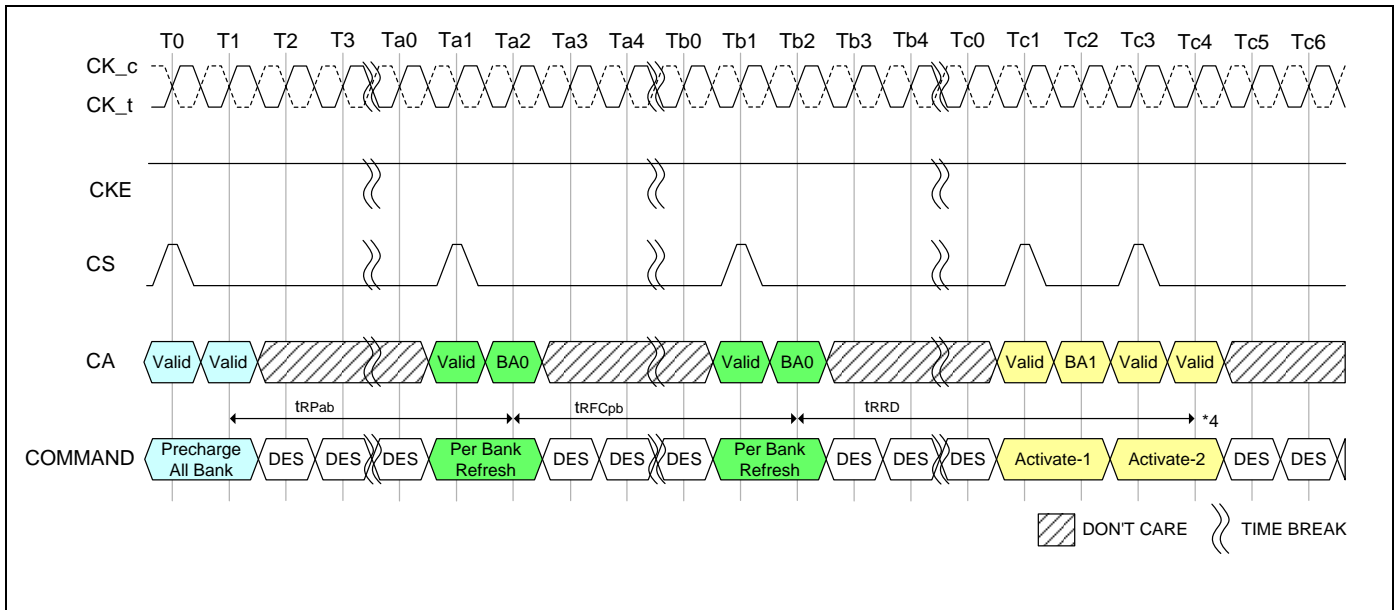 T0 T1 T2 T3 Ta0 Ta1 Ta2 Ta3 Ta4 Tb0 Tb1 Tb2 Tb3 Tb4 Tc0 Tc1 Tc2 Tc3 Tc4 Tc5 Tc6
CK_c
CK_t
CKE
CS
CA Valid Valid Valid BA0 Valid BA0 Valid BA1 Valid Valid
tRPab tRFCpb tRRD *4
COMMAND Precharge All Bank DES DES DES Per Bank Refresh DES DES DES Per Bank Refresh DES DES DES Activate-1 Activate-2 DES DES
DON'T CARE TIME BREAK